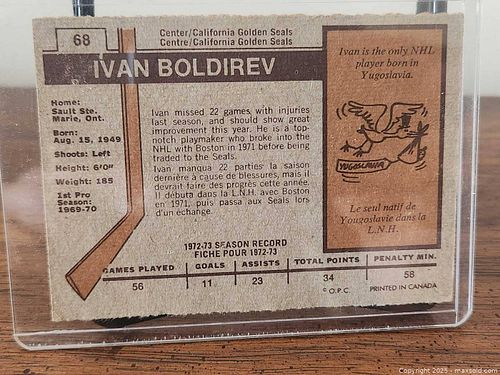 68
Center/California Golden Seals
Centre/California Golden Seals
IVAN BOLDIREV
Home:
Sault Ste.
Marie, Ont.
Born:
Aug. 15, 1949
Shoots: Left
Height: 6'0"
Weight: 185
1st Pro
Season:
1969-70
Ivan missed 22 games with injuries
last season, and should show great
improvement this year. He is a top-
notch playmaker who broke into the
NHL with Boston in 1971 before being
traded to the Seals.
Ivan manqua 22 parties la saison
dernière à cause de blessures, mais il
devrait faire des progrès cette année.
Il débuta dans la L.N.H. avec Boston
en 1971, puis passa aux Seals lors
d'un échange.
Ivan is the only NHL
player born in
Yugoslavia.
YUGOSLAVIA
Le seul natif de
Yougoslavie dans la
L.N.H.
1972-73 SEASON RECORD
FICHE POUR 1972-73
GAMES PLAYED GOALS ASSISTS TOTAL POINTS PENALTY MIN.
56 11 23 34 58
© O.P.C. PRINTED IN CANADA
Copyright 2025 - maxsold.com